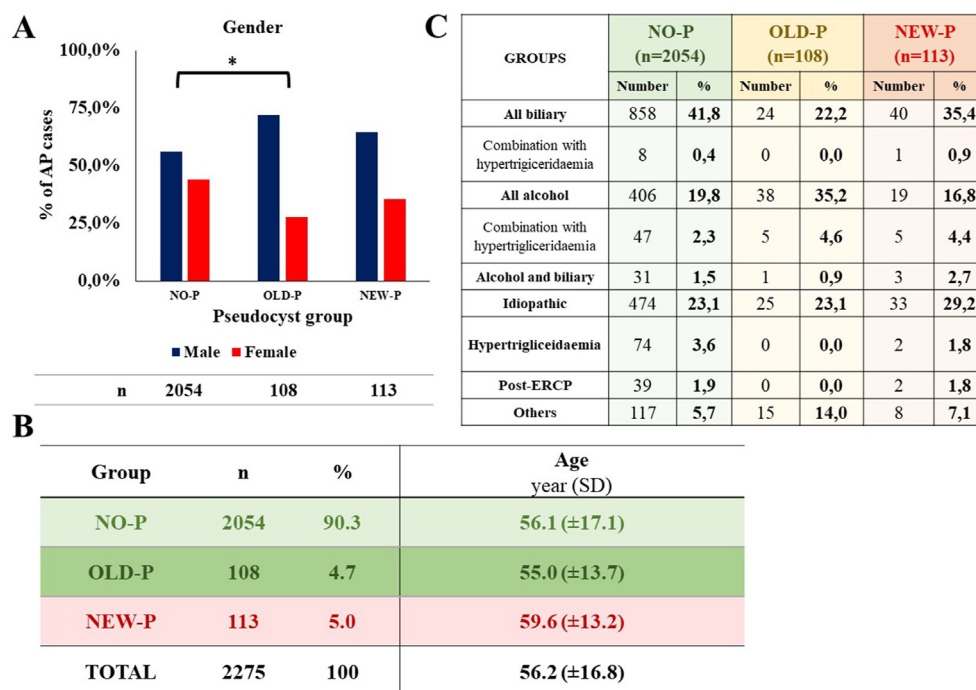 A
Gender
100,0%
75,0%
50,0%
25,0%
0,0%
% of AP cases
*
NO-P OLD-P NEW-P
Pseudocyst group
Male Female
n 2054 108 113
C
GROUPS NO-P (n=2054) OLD-P (n=108) NEW-P (n=113)
Number % Number % Number %
All biliary 858 41,8 24 22,2 40 35,4
Combination with
hypertrigiceridaemia 8 0,4 0 0,0 1 0,9
All alcohol 406 19,8 38 35,2 19 16,8
Combination with
hypertrigliceridaemia 47 2,3 5 4,6 5 4,4
Alcohol and biliary 31 1,5 1 0,9 3 2,7
Idiopathic 474 23,1 25 23,1 33 29,2
Hypertrigliceidaemia 74 3,6 0 0,0 2 1,8
Post-ERCP 39 1,9 0 0,0 2 1,8
Others 117 5,7 15 14,0 8 7,1
B
Group n % Age
year (SD)
NO-P 2054 90.3 56.1 (±17.1)
OLD-P 108 4.7 55.0 (±13.7)
NEW-P 113 5.0 59.6 (±13.2)
TOTAL 2275 100 56.2 (±16.8)